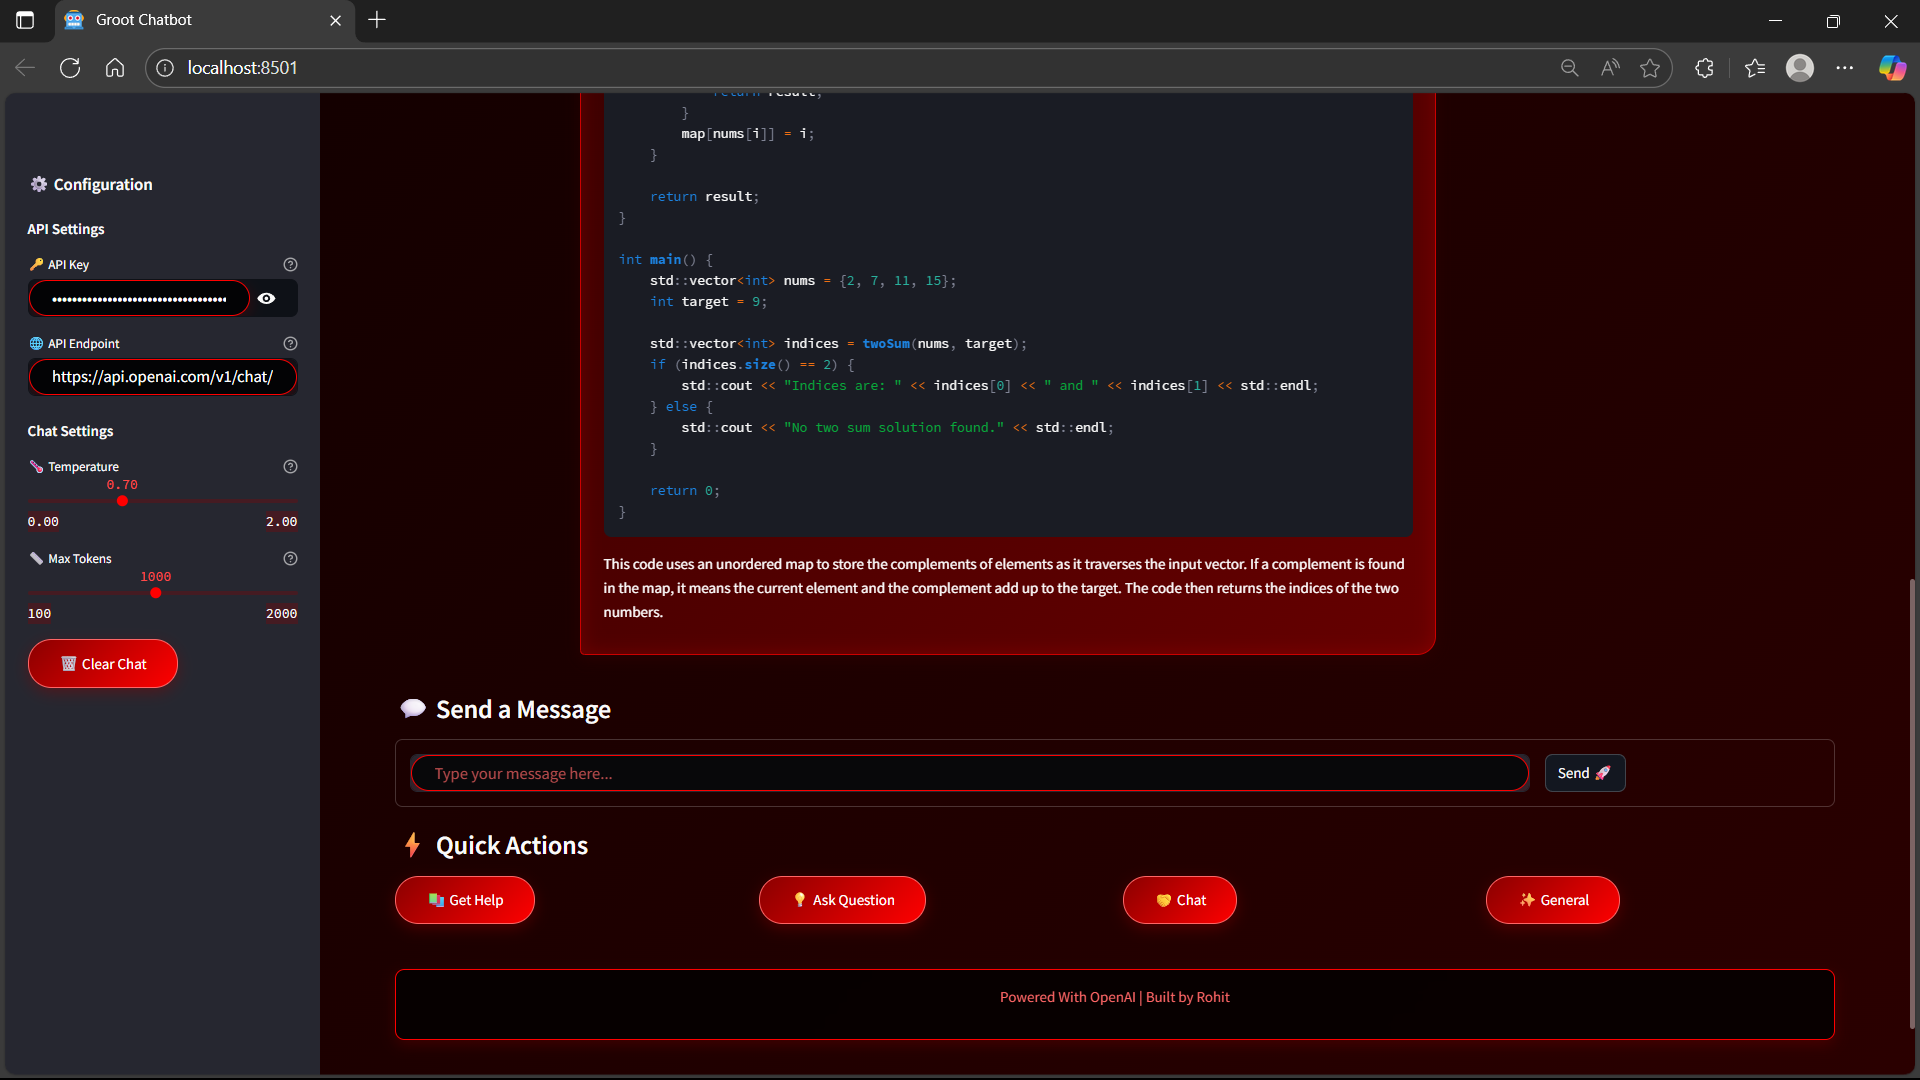 Groot Chatbot
localhost:8501
Configuration
API Settings
API Key
API Endpoint
https://api.openai.com/v1/chat/
Chat Settings
Temperature
0.70
0.00 2.00
Max Tokens
1000
100 2000
Clear Chat
return result;
}
map[nums[i]] = i;
}
return result;
}
int main() {
std::vector<int> nums = {2, 7, 11, 15};
int target = 9;
std::vector<int> indices = twoSum(nums, target);
if (indices.size() == 2) {
std::cout << "Indices are: " << indices[0] << " and " << indices[1] << std::endl;
} else {
std::cout << "No two sum solution found." << std::endl;
}
return 0;
}
This code uses an unordered map to store the complements of elements as it traverses the input vector. If a complement is found
in the map, it means the current element and the complement add up to the target. The code then returns the indices of the two
numbers.
Send a Message
Type your message here...
Send
Quick Actions
Get Help
Ask Question
Chat
General
Powered With OpenAI | Built by Rohit